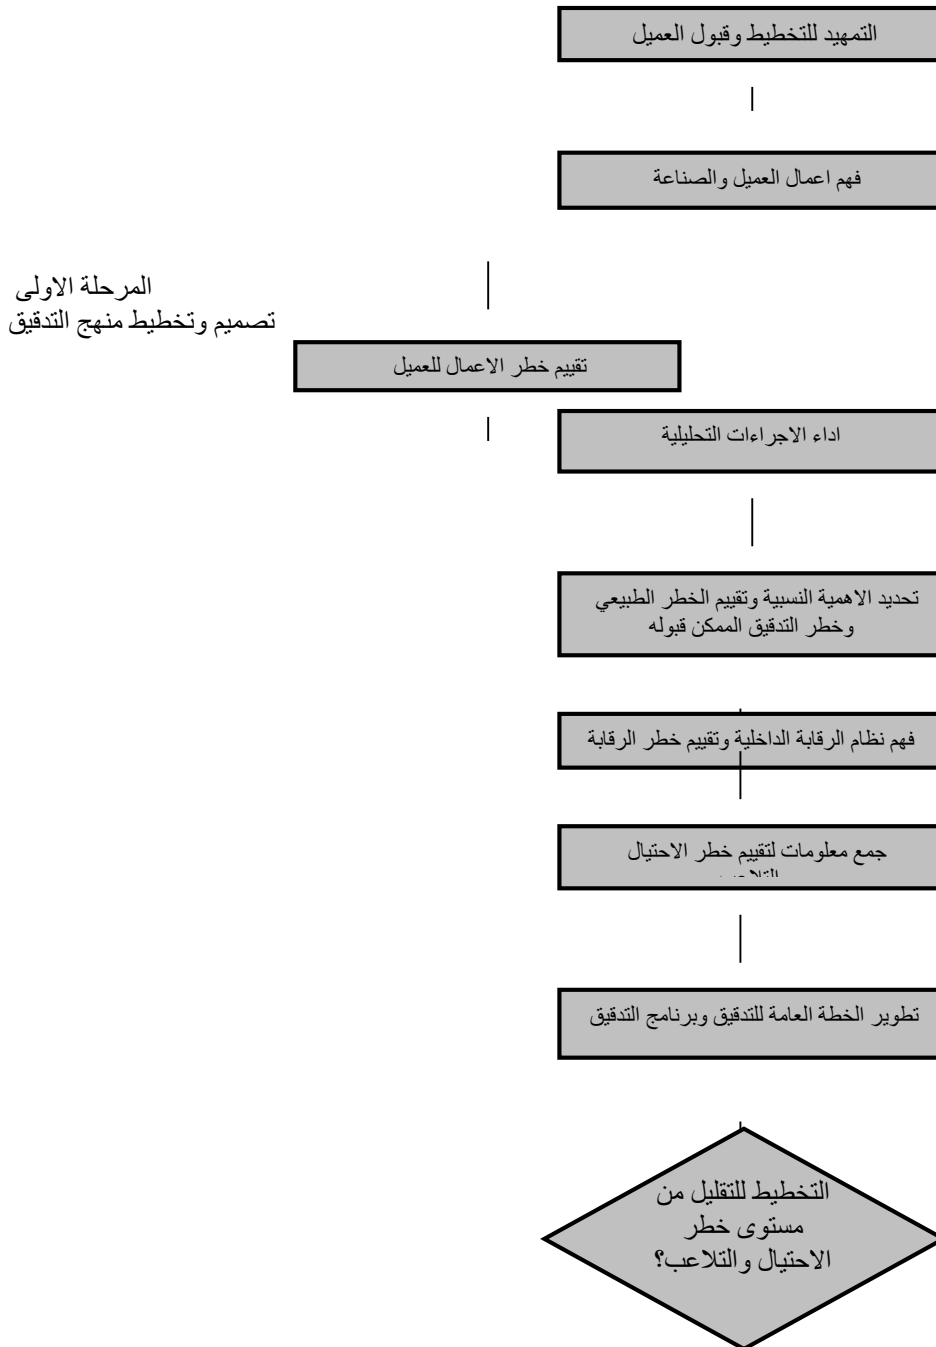 التمهيد للتخطيط وقبول العميل
فهم اعمال العميل والصناعة
المرحلة الاولى
تصميم وتخطيط منهج التدقيق
تقييم خطر الاعمال للعميل
اداء الاجراءات التحليلية
تحديد الاهمية النسبية وتقييم الخطر الطبيعي
وخطر التدقيق الممكن قبوله
فهم نظام الرقابة الداخلية وتقييم خطر الرقابة
جمع معلومات لتقييم خطر الاحتيال
تطوير الخطة العامة للتدقيق وبرنامج التدقيق
التخطيط للتقليل من
مستوى خطر
الاحتيال والتلاعب؟